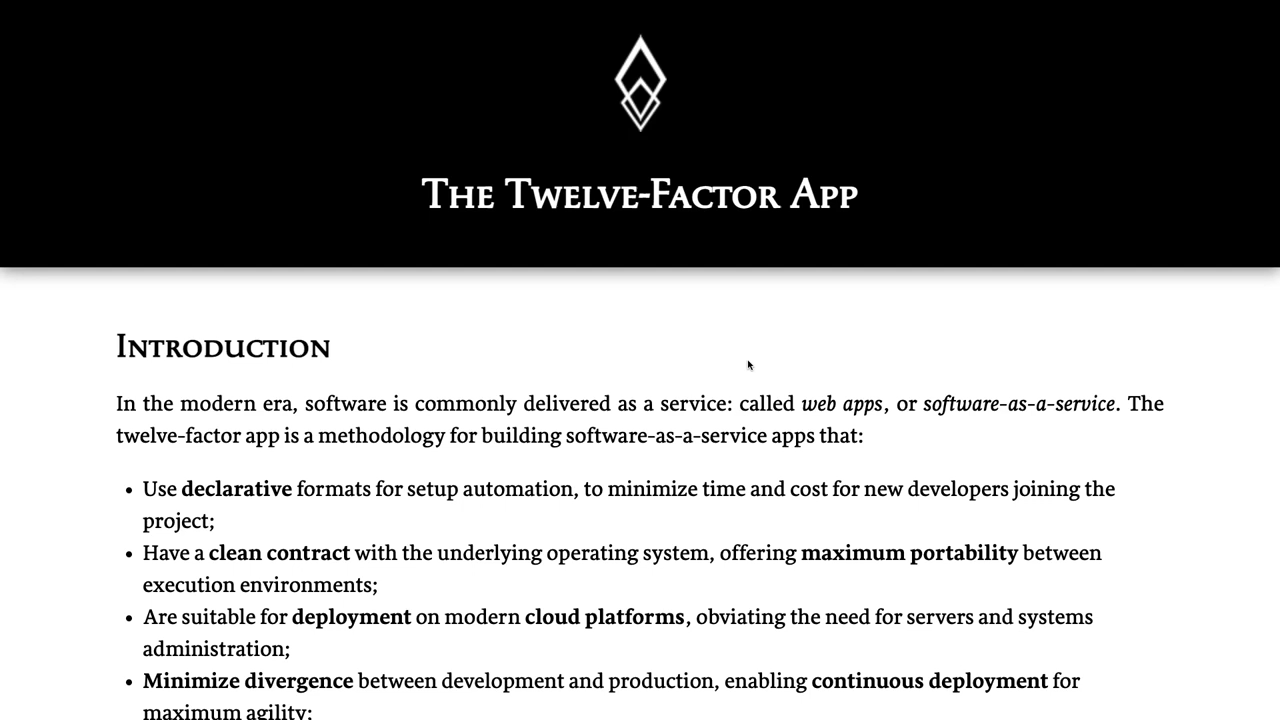 The Twelve-Factor App
Introduction
In the modern era, software is commonly delivered as a service: called web apps, or software-as-a-service. The
twelve-factor app is a methodology for building software-as-a-service apps that:
• Use declarative formats for setup automation, to minimize time and cost for new developers joining the
project;
• Have a clean contract with the underlying operating system, offering maximum portability between
execution environments;
• Are suitable for deployment on modern cloud platforms, obviating the need for servers and systems
administration;
• Minimize divergence between development and production, enabling continuous deployment for
maximum agility;